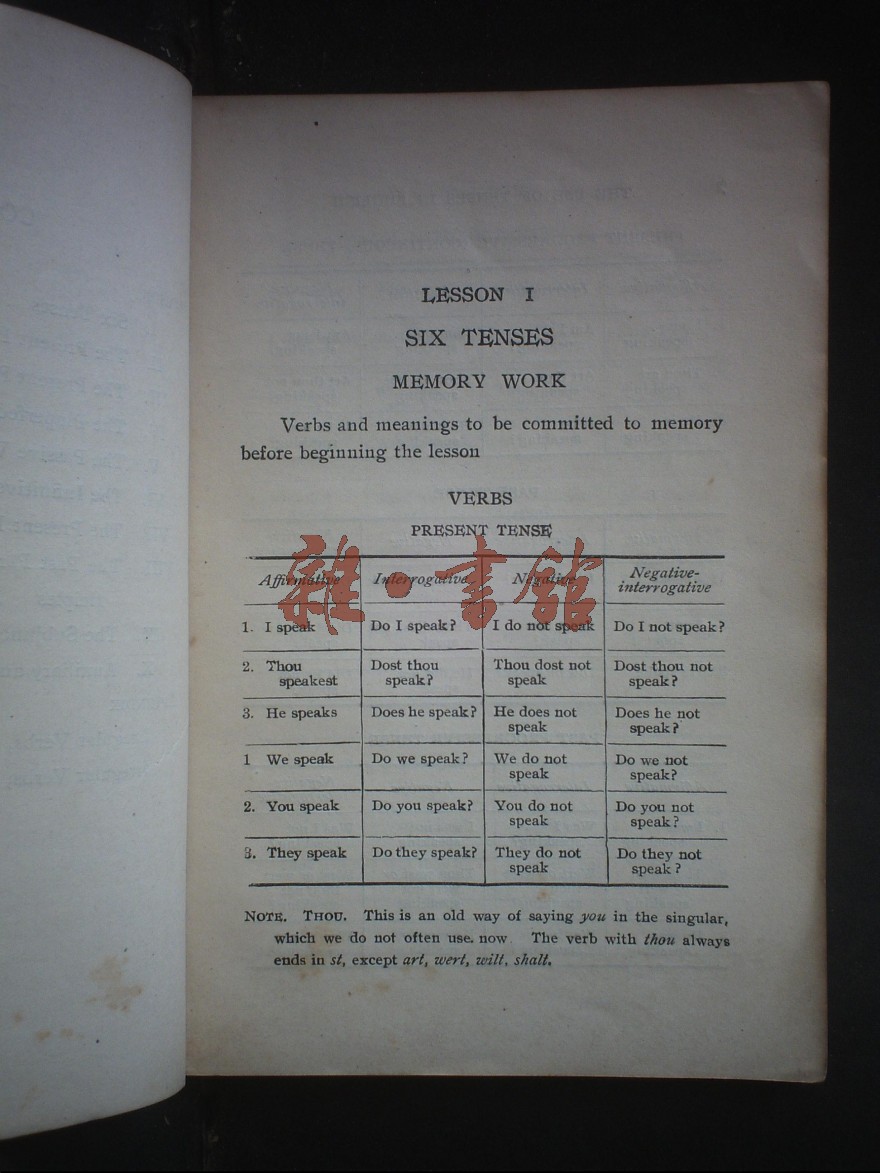 LESSON I
SIX TENSES
MEMORY WORK
Verbs and meanings to be committed to memory
before beginning the lesson
VERBS
PRESENT TENSE
Affirmative Interrogative Negative Negative-
interrogative
1. I speak Do I speak? I do not speak Do I not speak?
2. Thou Dost thou Thou dost not Dost thou not
speakest speak? speak speak?
3. He speaks Does he speak? He does not Does he not
speak speak?
1 We speak Do we speak? We do not Do we not
speak speak?
2. You speak Do you speak? You do not Do you not
speak speak?
3. They speak Do they speak? They do not Do they not
speak speak?
NOTE. THOU. This is an old way of saying you in the singular,
which we do not often use. now The verb with thou always
ends in st, except art, wert, wilt, shalt.
雜·書館